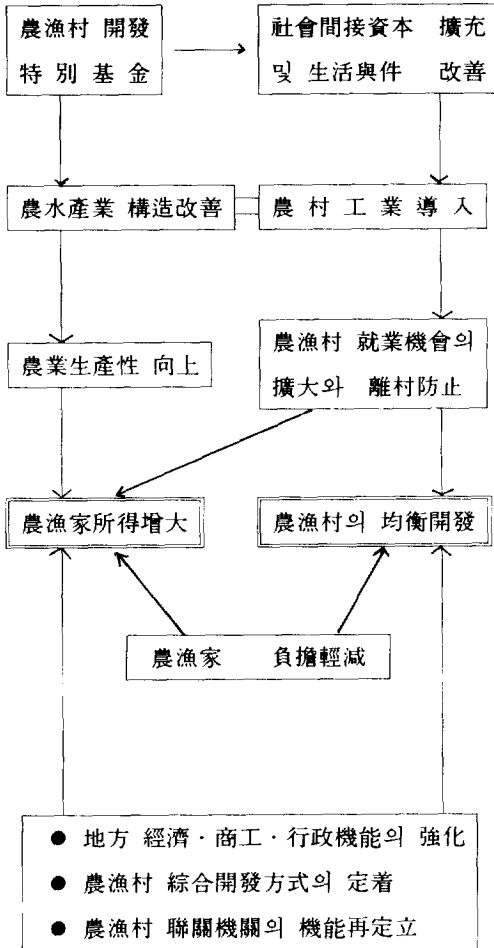 農漁村 開發
特別基金
社會間接資本 擴充
및 生活與件 改善
農水產業 構造改善
農村工業導入
農業生產性 向上
農漁村 就業機會의
擴大와 離村防止
農漁家所得增大
農漁村의 均衡開發
農漁家 負擔輕減
● 地方 經濟·商工·行政機能의 強化
● 農漁村 綜合開發方式의 定着
● 農漁村 聯關機關의 機能再定立